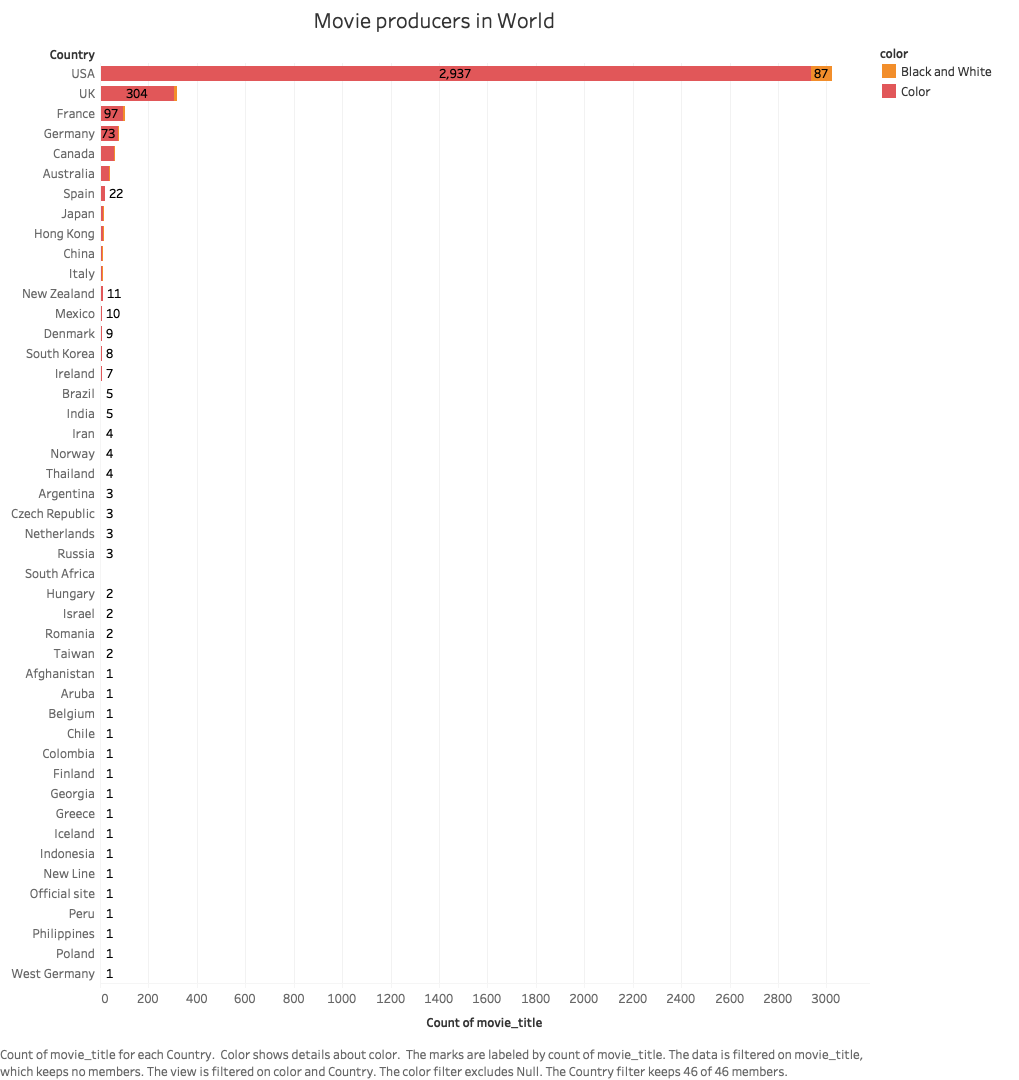 Movie producers in World
Country
color
USA 2,937 87
Black and White
UK 304
Color
France 97
Germany 73
Canada
Australia
Spain 22
Japan
Hong Kong
China
Italy
New Zealand 11
Mexico 10
Denmark 9
South Korea 8
Ireland 7
Brazil 5
India 5
Iran 4
Norway 4
Thailand 4
Argentina 3
Czech Republic 3
Netherlands 3
Russia 3
South Africa
Hungary 2
Israel 2
Romania 2
Taiwan 2
Afghanistan 1
Aruba 1
Belgium 1
Chile 1
Colombia 1
Finland 1
Georgia 1
Greece 1
Iceland 1
Indonesia 1
New Line 1
Official site 1
Peru 1
Philippines 1
Poland 1
West Germany 1
0 200 400 600 800 1000 1200 1400 1600 1800 2000 2200 2400 2600 2800 3000
Count of movie_title
Count of movie_title for each Country. Color shows details about color. The marks are labeled by count of movie_title. The data is filtered on movie_title,
which keeps no members. The view is filtered on color and Country. The color filter excludes Null. The Country filter keeps 46 of 46 members.